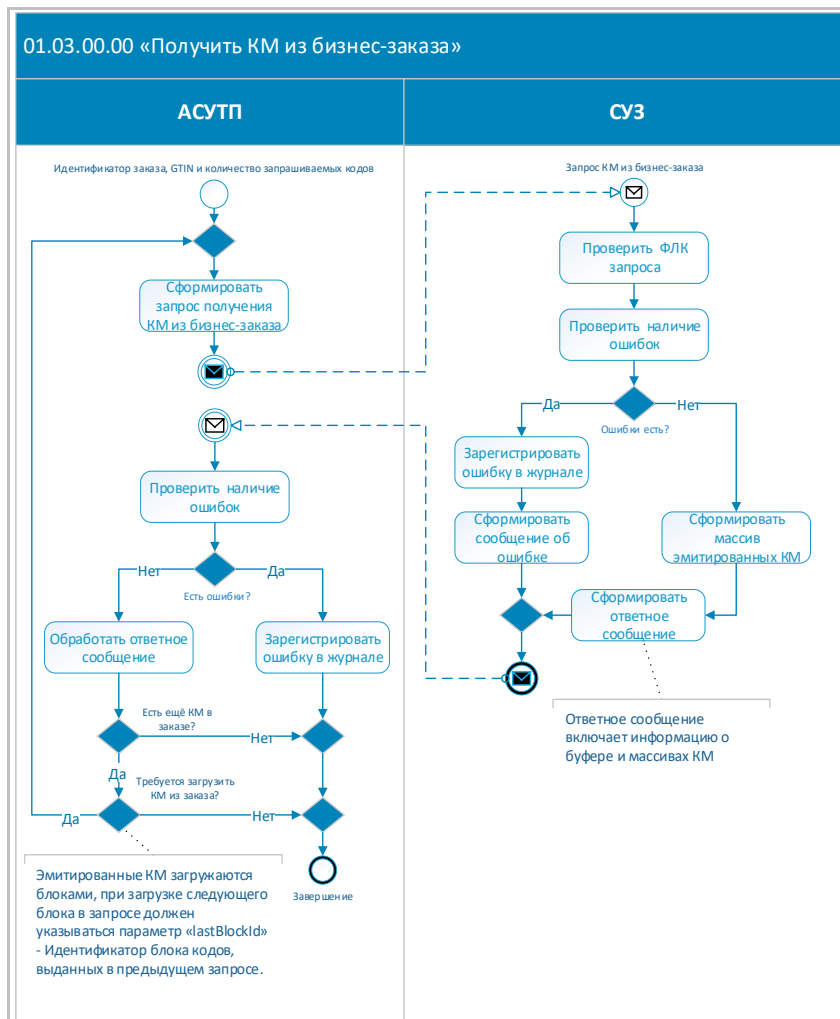 01.03.00.00 «Получить КМ из бизнес-заказа»
АСУТП
СУЗ
Идентификатор заказа, GTIN и количество запрашиваемых кодов
Сформировать
запрос получения
КМ из бизнес-заказа
Проверить наличие
ошибок
Нет
Да
Есть ошибки?
Обработать ответное
сообщение
Зарегистрировать
ошибку в журнале
Есть ещё КМ в
заказе?
Нет
Да
Требуется загрузить
КМ из заказа?
Да
Нет
Эмитированные КМ загружаются
блоками, при загрузке следующего
блока в запросе должен
указываться параметр «lastBlockId»
- Идентификатор блока кодов,
выданных в предыдущем запросе.
Завершение
Запрос КМ из бизнес-заказа
Проверить ФЛК
запроса
Проверить наличие
ошибок
Да
Нет
Ошибки есть?
Зарегистрировать
ошибку в журнале
Сформировать
сообщение об
ошибке
Сформировать
массив
эмитированных КМ
Сформировать
ответное
сообщение
Ответное сообщение
включает информацию о
буфере и массивах КМ